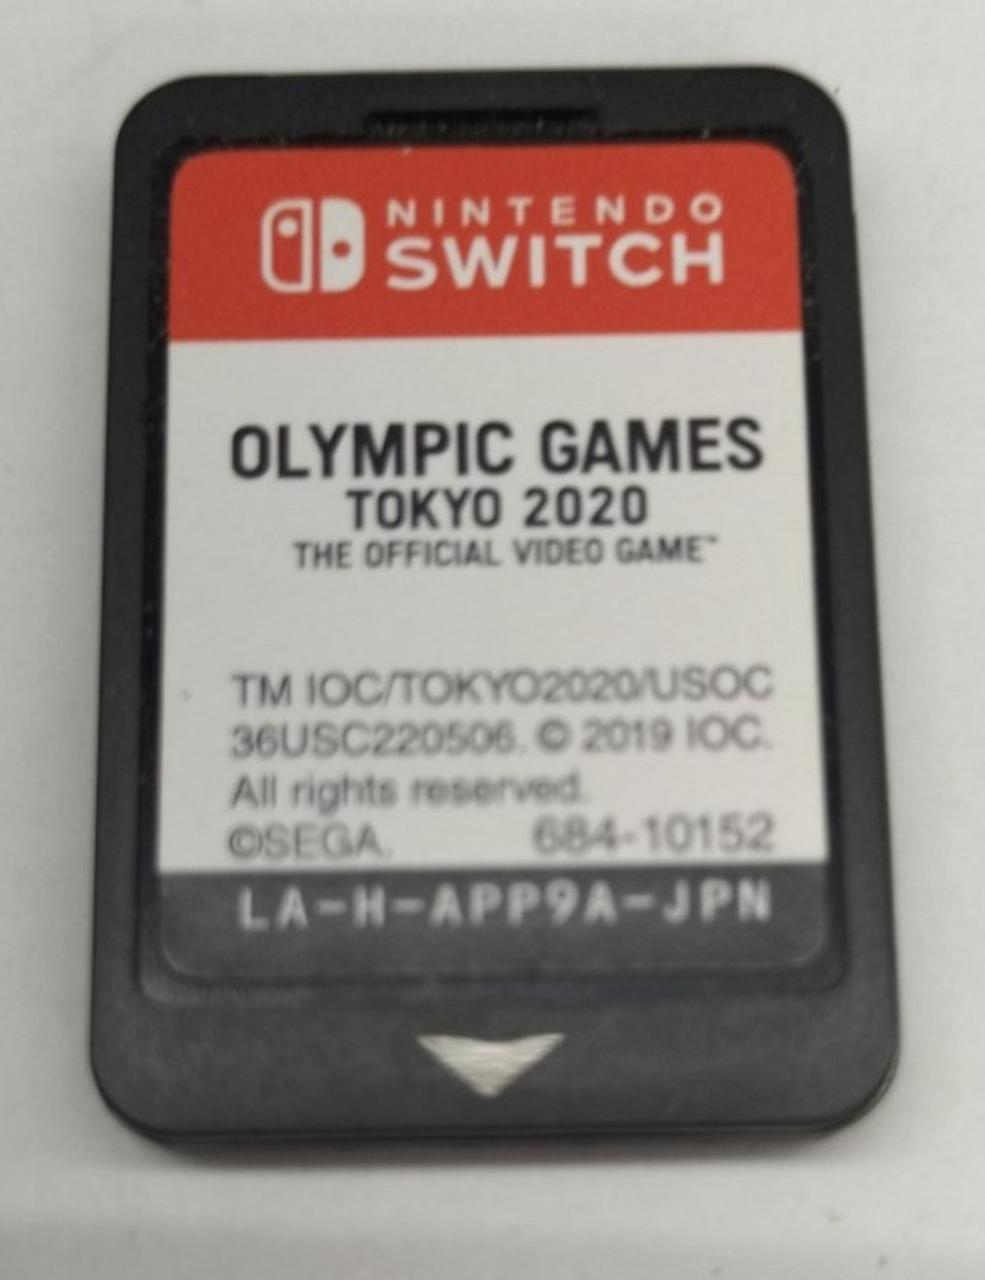 NINTENDO
SWITCH
OLYMPIC GAMES
TOKYO 2020
THE OFFICIAL VIDEO GAME™
TM IOC/TOKYO2020/USOC
36USC220506. © 2019 IOC.
All rights reserved.
©SEGA. 684-10152
LA-H-APP9A-JPN